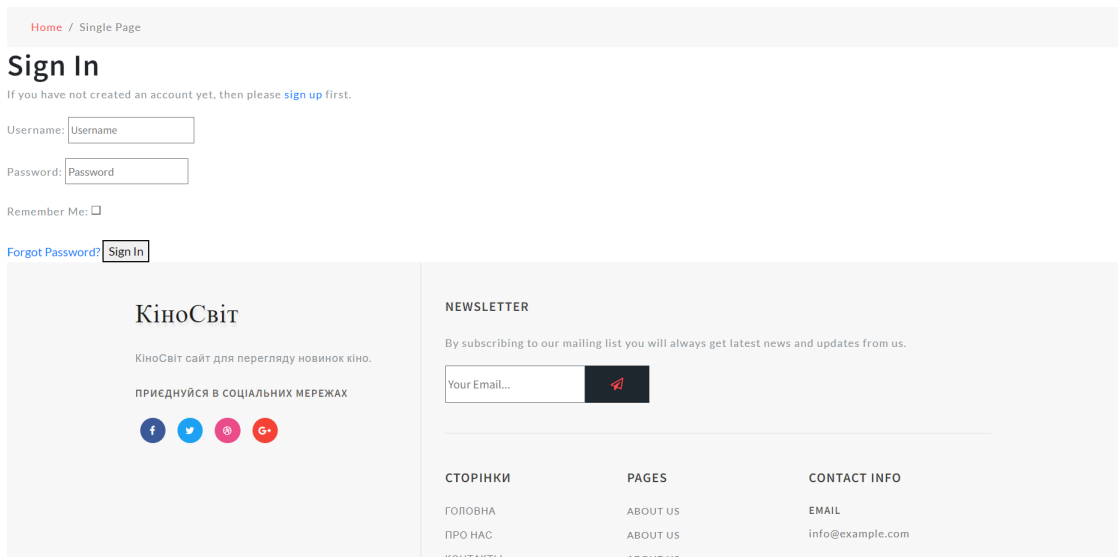 Home / Single Page
Sign In
If you have not created an account yet, then please sign up first.
Username: Username
Password: Password
Remember Me:
Forgot Password? Sign In
КіноСвіт
КіноСвіт сайт для перегляду новинок кіно.
ПРИЄДНУЙСЯ В СОЦІАЛЬНИХ МЕРЕЖАХ
NEWSLETTER
By subscribing to our mailing list you will always get latest news and updates from us.
Your Email...
СТОРІНКИ
ГОЛОВНА
ПРО НАС
PAGES
ABOUT US
ABOUT US
CONTACT INFO
EMAIL
info@example.com